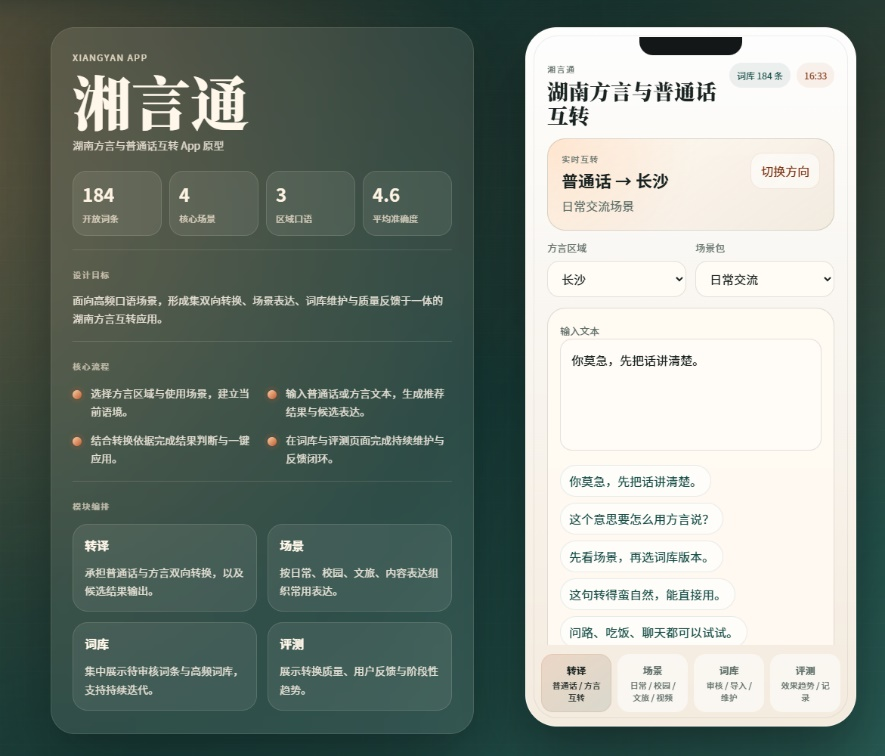 XIANGYAN APP
湘言通
湖南方言与普通话互转 App 原型
184
开放词条
4
核心场景
3
区域口语
4.6
平均准确度
设计目标
面向高频口语场景，形成集双向转换、场景表达、词库维护与质量反馈于一体的
湖南方言互转应用。
核心流程
选择方言区域与使用场景，建立当
前语境。
输入普通话或方言文本，生成推荐
结果与候选表达。
结合转换依据完成结果判断与一键
应用。
在词库与评测页面完成持续维护与
反馈闭环。
模块编排
转译
承担普通话与方言双向转换，以及
候选结果输出。
场景
按日常、校园、文旅、内容表达组
织常用表达。
词库
集中展示待审核词条与高频词库，
支持持续迭代。
评测
展示转换质量、用户反馈与阶段性
趋势。
湘言通
湖南方言与普通话
互转
词库 184 条
16:33
实时互转
普通话 → 长沙
日常交流场景
切换方向
方言区域
场景包
长沙
日常交流
输入文本
你莫急，先把话讲清楚。
你莫急，先把话讲清楚。
这个意思要怎么用方言说？
先看场景，再选词库版本。
这句转得蛮自然，能直接用。
问路、吃饭、聊天都可以试试。
转译
普通话 / 方言
互转
场景
日常 / 校园 /
文旅 / 视频
词库
审核 / 导入 /
维护
评测
效果趋势 / 记
录